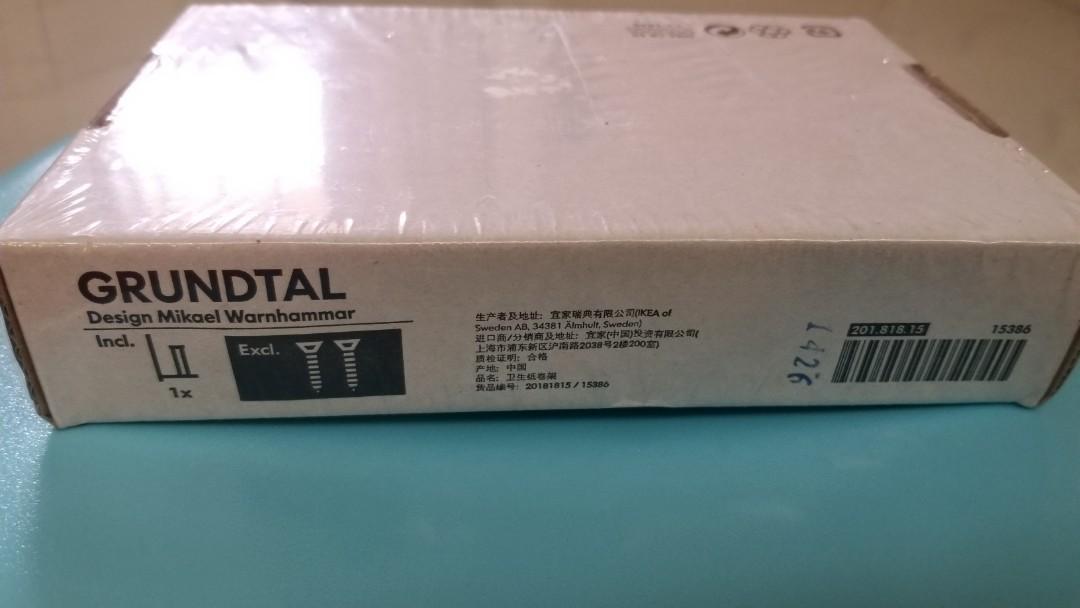 GRUNDTAL
Design Mikael Warnhammar
Incl.
1x
Excl.
生产者及地址：宜家瑞典有限公司(IKEA of
Sweden AB, 34381 Älmhult, Sweden)
进口商/分销商及地址：宜家(中国)投资有限公司(
上海市浦东新区沪南路2038号2楼200室)
质检证明：合格
产地：中国
品名：卫生纸卷架
货品编号：20181815 / 15386
1426
201.818.15
15386